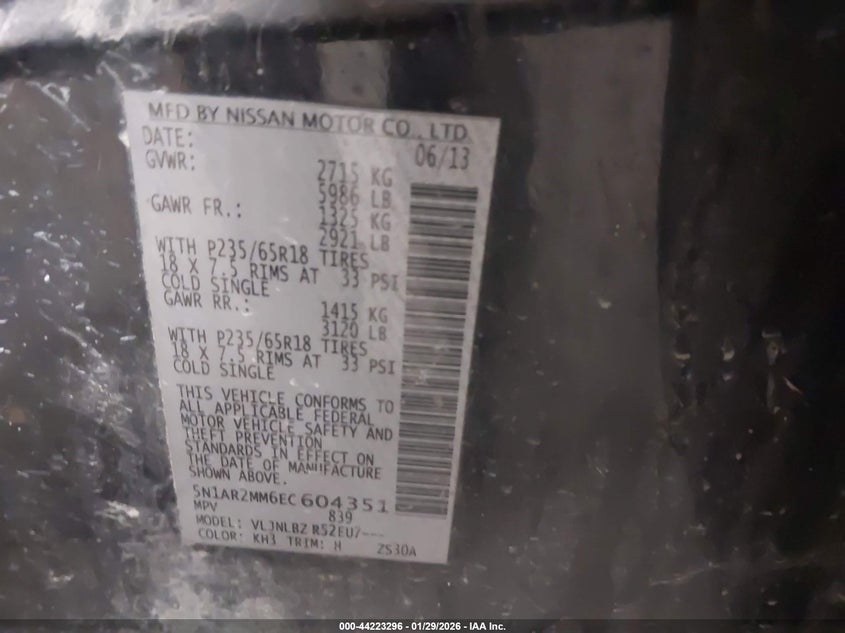 MFD BY NISSAN MOTOR CO., LTD.
DATE: 06/13
GVWR: 2715 KG
5986 LB
GAWR FR.: 1325 KG
2921 LB
WITH P235/65R18 TIRES
18 X 7.5 RIMS AT 33 PSI
COLD SINGLE
GAWR RR.: 1415 KG
3120 LB
WITH P235/65R18 TIRES
18 X 7.5 RIMS AT 33 PSI
COLD SINGLE
THIS VEHICLE CONFORMS TO
ALL APPLICABLE FEDERAL
MOTOR VEHICLE SAFETY AND
THEFT PREVENTION
STANDARDS IN EFFECT ON
THE DATE OF MANUFACTURE
SHOWN ABOVE.
5N1AR2MM6EC604351
MPV 839
MODEL: VLJNLBZ R52EU7---
COLOR: KH3 TRIM: H ZS30A
000-44223296 - 01/29/2026 - IAA Inc.